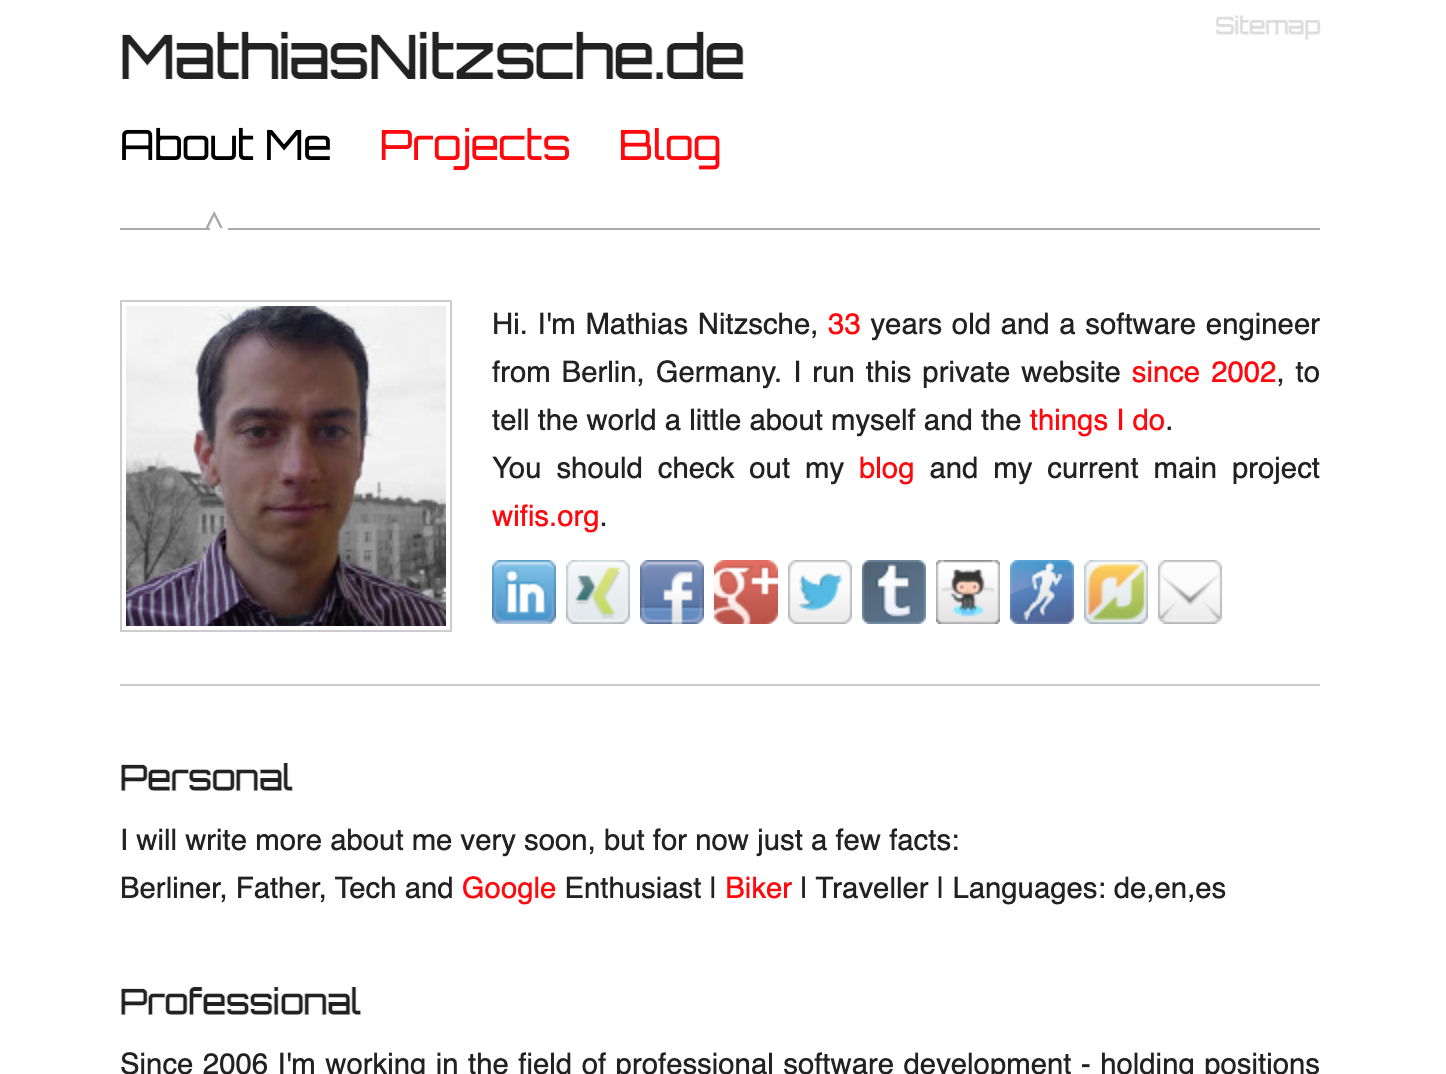 Sitemap
MathiasNitzsche.de
About Me Projects Blog
Hi. I'm Mathias Nitzsche, 33 years old and a software engineer
from Berlin, Germany. I run this private website since 2002, to
tell the world a little about myself and the things I do.
You should check out my blog and my current main project
wifis.org.
in f g+ t
Personal
I will write more about me very soon, but for now just a few facts:
Berliner, Father, Tech and Google Enthusiast | Biker | Traveller | Languages: de,en,es
Professional
Since 2006 I'm working in the field of professional software development - holding positions